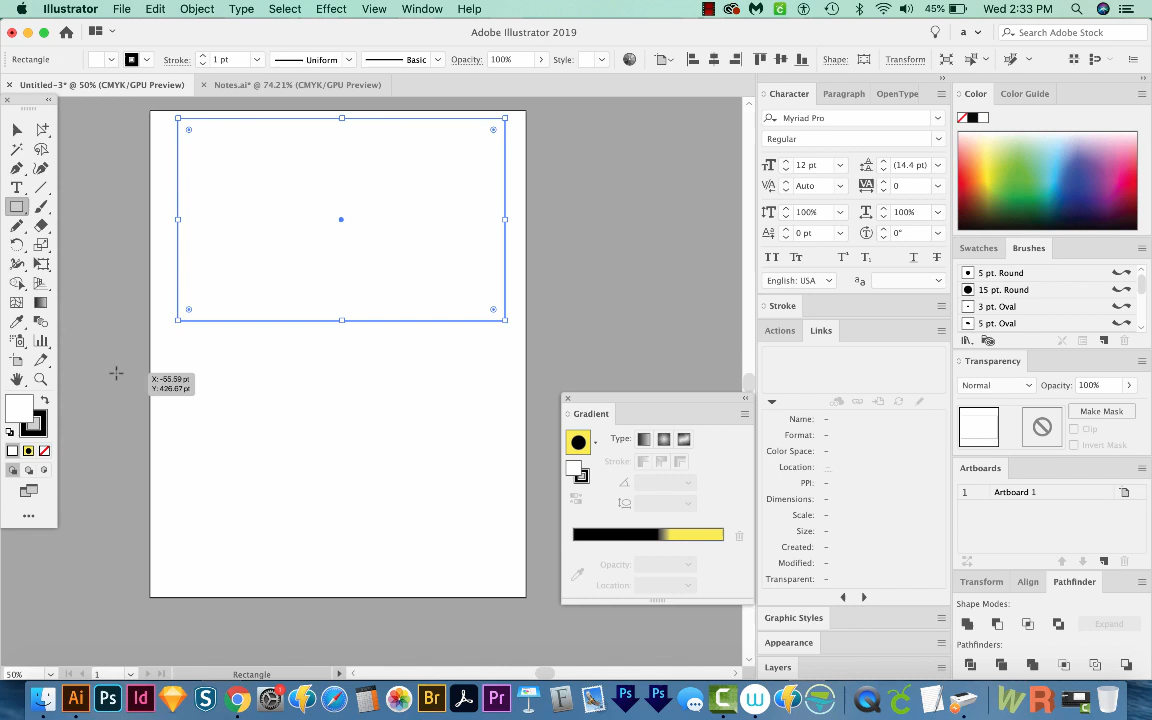 Illustrator File Edit Object Type Select Effect View Window Help 45% Wed 2:33 PM
Adobe Illustrator 2019 a Search Adobe Stock
Rectangle Stroke: 1 pt Uniform Basic Opacity: 100% Style: Shape: Transform
Untitled-3* @ 50% (CMYK/GPU Preview) Notes.ai* @ 74.21% (CMYK/GPU Preview)
Character Paragraph OpenType
Color Color Guide
Myriad Pro
Regular
12 pt (14.4 pt)
Auto 0
100% 100%
0 pt 0°
English: USA
Swatches Brushes
5 pt. Round
15 pt. Round
3 pt. Oval
5 pt. Oval
Stroke
Actions Links
Transparency
Normal Opacity: 100%
Make Mask
Clip
Invert Mask
X: -55.59 pt
Y: 426.67 pt
Gradient
Type:
Stroke:
Opacity:
Location:
Name: –
Format: –
Color Space: –
Location: –
PPI: –
Dimensions: –
Scale: –
Size: –
Created: –
Modified: –
Transparent: –
Artboards
1 Artboard 1
Transform Align Pathfinder
Shape Modes:
Expand
Pathfinders:
Graphic Styles
Appearance
Layers
50% 1 Rectangle
Ai Ps Id S Br Pr Ps Ps W R